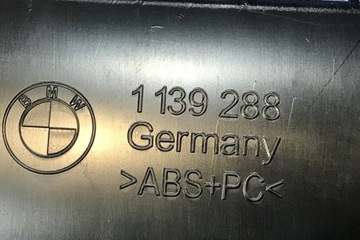 BMW
1 139 288
Germany
>ABS+PC<